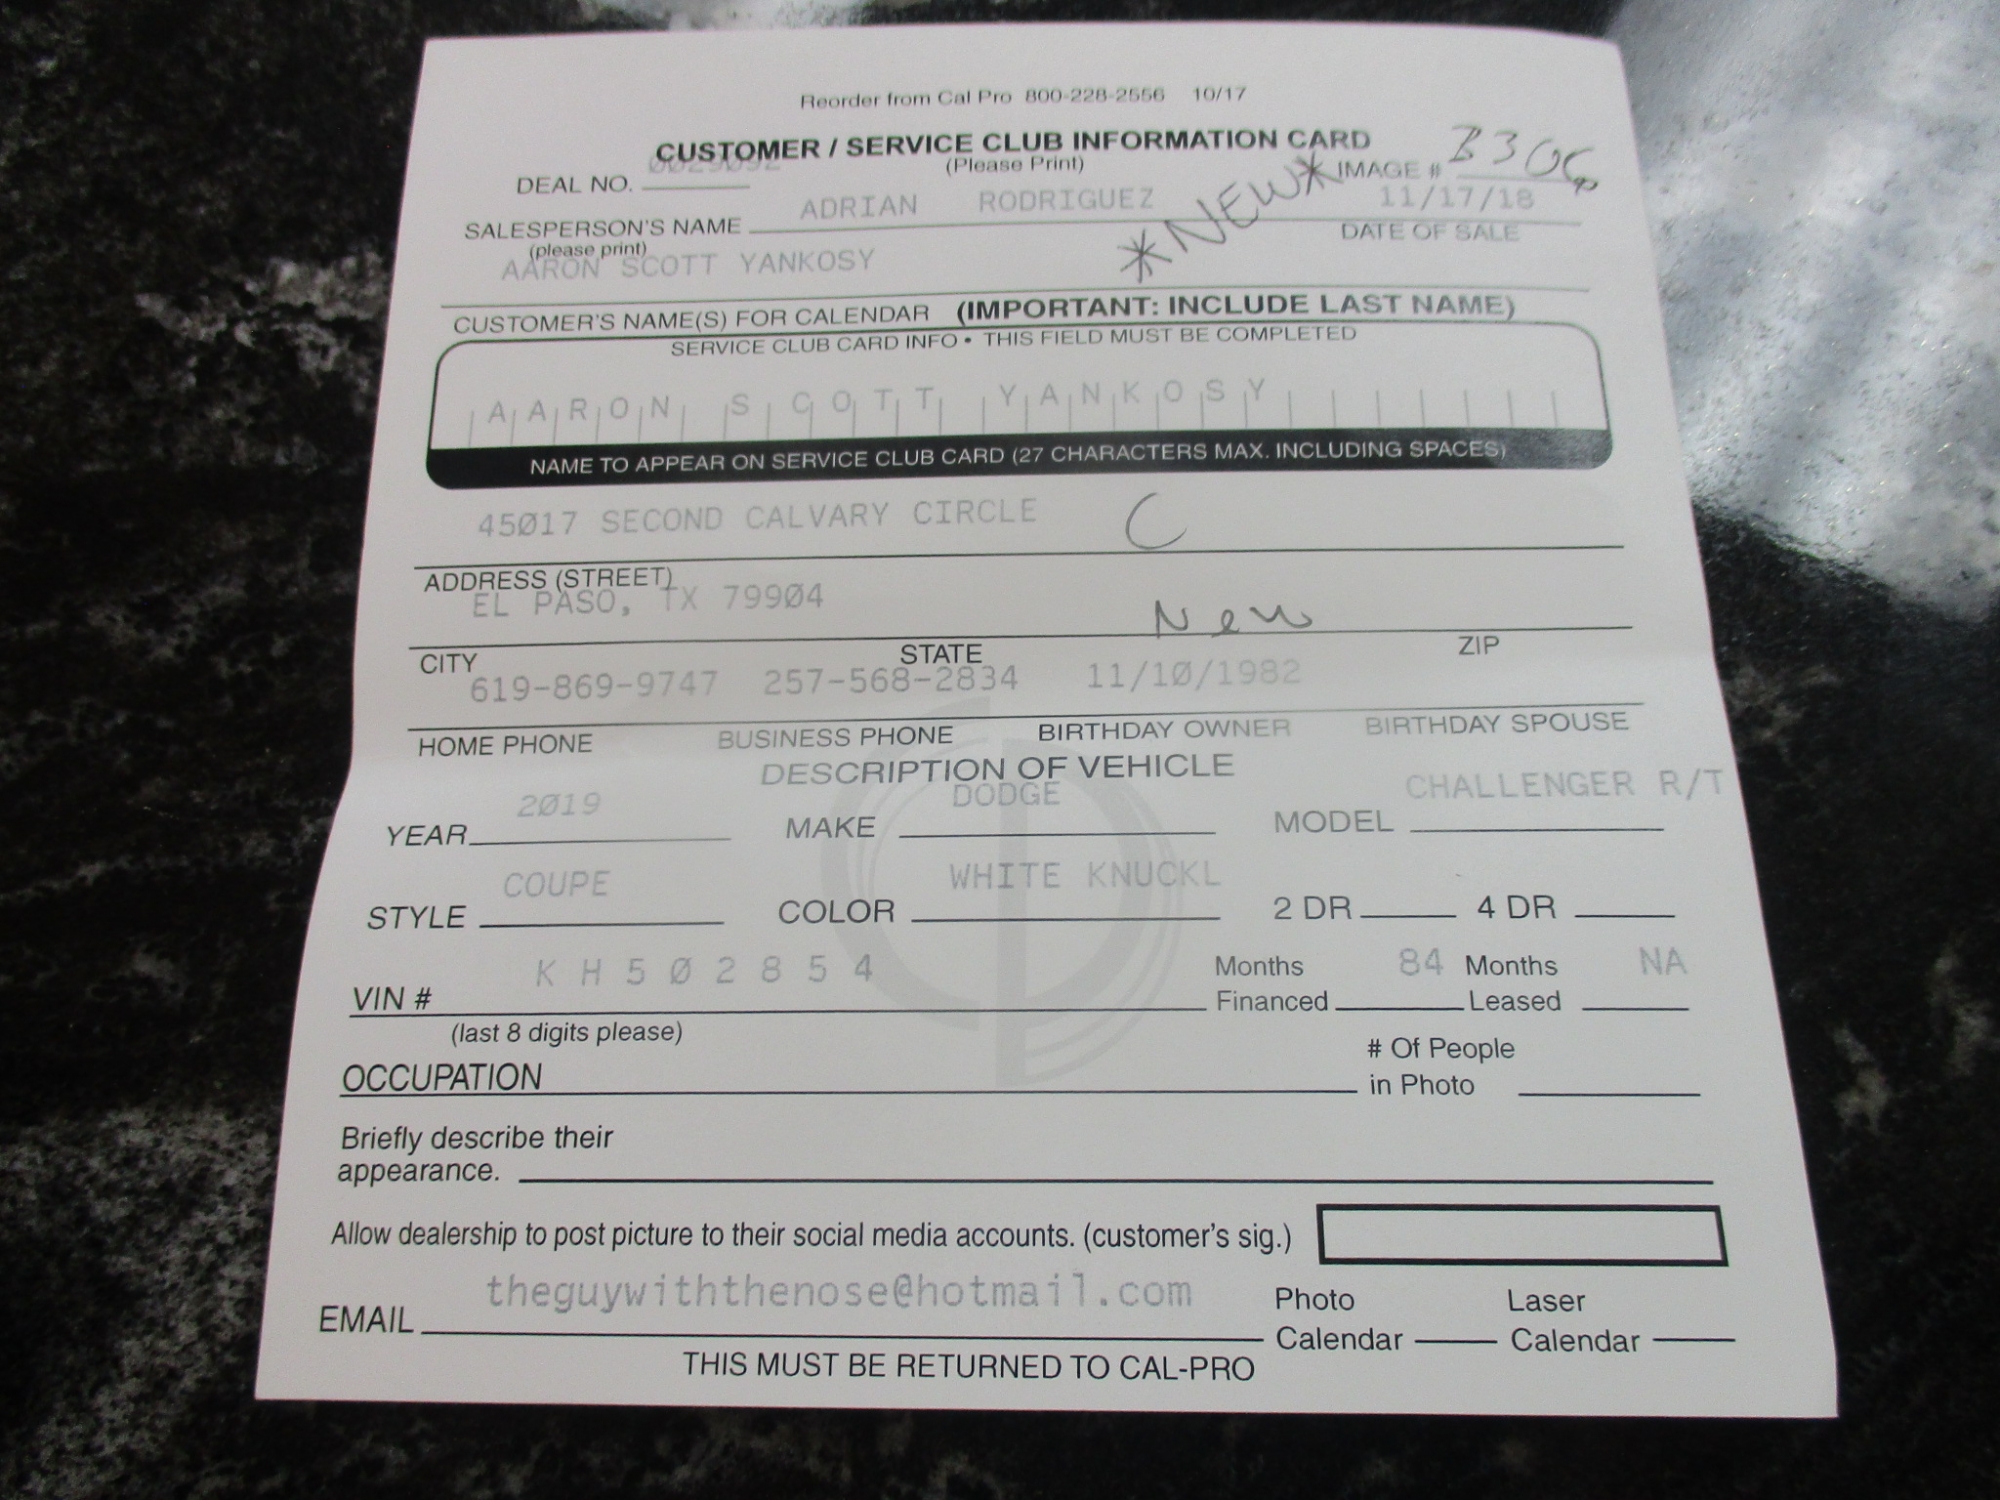 Reorder from Cal Pro 800-228-2556 10/17
CUSTOMER / SERVICE CLUB INFORMATION CARD
(Please Print)
DEAL NO. IMAGE # B306
*NEW*
SALESPERSON'S NAME ADRIAN RODRIGUEZ 11/17/18
(please print) DATE OF SALE
AARON SCOTT YANKOSY
CUSTOMER'S NAME(S) FOR CALENDAR (IMPORTANT: INCLUDE LAST NAME)
SERVICE CLUB CARD INFO • THIS FIELD MUST BE COMPLETED
AARON SCOTT YANKOSY
NAME TO APPEAR ON SERVICE CLUB CARD (27 CHARACTERS MAX. INCLUDING SPACES)
45017 SECOND CALVARY CIRCLE C
ADDRESS (STREET)
EL PASO, TX 79904 New
CITY STATE ZIP
619-869-9747 257-568-2834 11/10/1982
HOME PHONE BUSINESS PHONE BIRTHDAY OWNER BIRTHDAY SPOUSE
DESCRIPTION OF VEHICLE
YEAR 2019 MAKE DODGE MODEL CHALLENGER R/T
STYLE COUPE COLOR WHITE KNUCKL 2 DR 4 DR
VIN # K H 5 0 2 8 5 4 Months Financed 84 Months Leased NA
(last 8 digits please)
OCCUPATION # Of People in Photo
Briefly describe their
appearance.
Allow dealership to post picture to their social media accounts. (customer's sig.)
EMAIL theguywiththenose@hotmail.com Photo Calendar Laser Calendar
THIS MUST BE RETURNED TO CAL-PRO